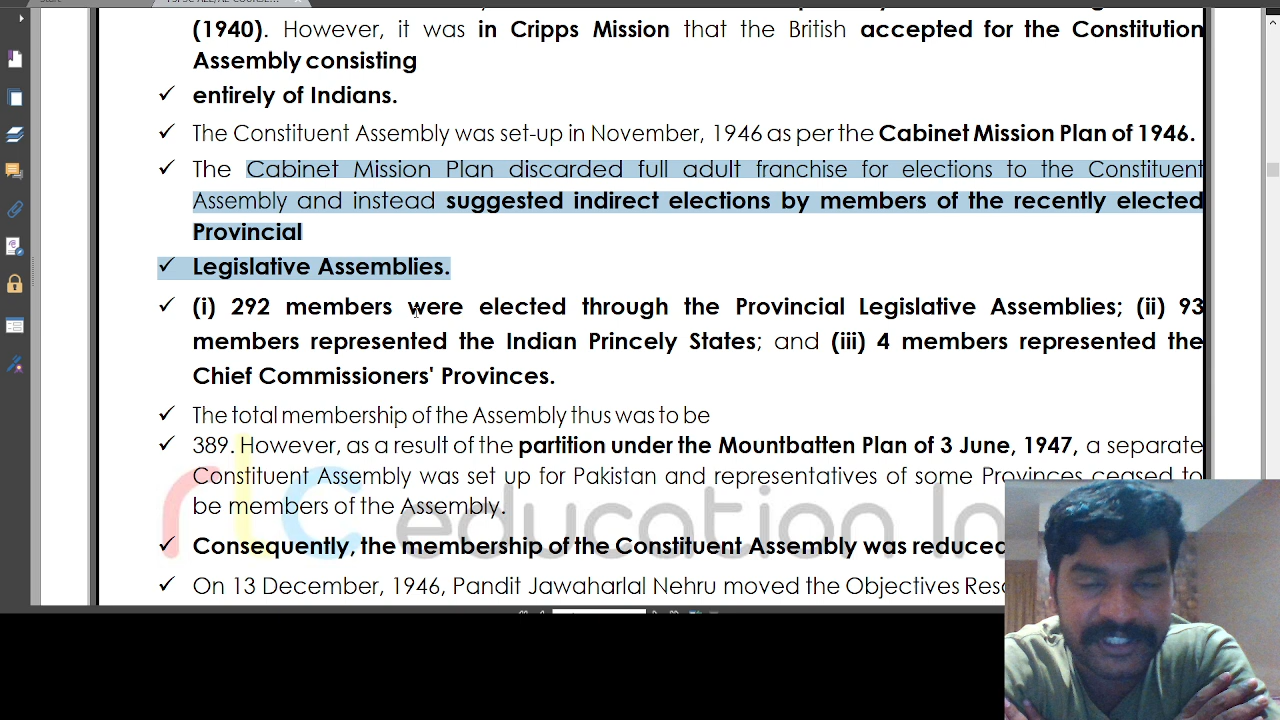 (1940). However, it was in Cripps Mission that the British accepted for the Constitution
Assembly consisting
✓ entirely of Indians.
✓ The Constituent Assembly was set-up in November, 1946 as per the Cabinet Mission Plan of 1946.
✓ The Cabinet Mission Plan discarded full adult franchise for elections to the Constituent
Assembly and instead suggested indirect elections by members of the recently elected
Provincial
✓ Legislative Assemblies.
✓ (i) 292 members were elected through the Provincial Legislative Assemblies; (ii) 93
members represented the Indian Princely States; and (iii) 4 members represented the
Chief Commissioners' Provinces.
✓ The total membership of the Assembly thus was to be
✓ 389. However, as a result of the partition under the Mountbatten Plan of 3 June, 1947, a separate
Constituent Assembly was set up for Pakistan and representatives of some Provinces ceased to
be members of the Assembly.
rlc education In
✓ Consequently, the membership of the Constituent Assembly was reduced
✓ On 13 December, 1946, Pandit Jawaharlal Nehru moved the Objectives Reso